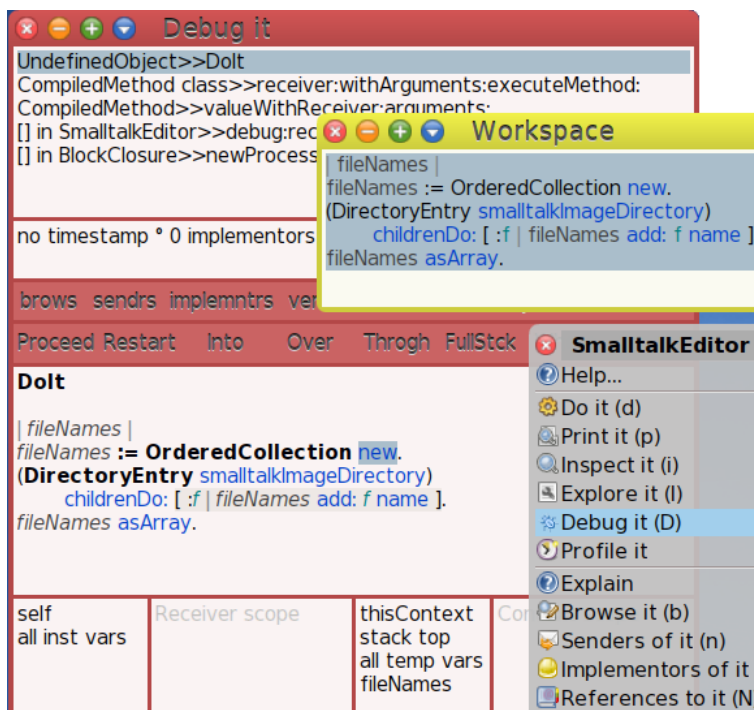 Debug it
UndefinedObject>>DoIt
CompiledMethod class>>receiver:withArguments:executeMethod:
CompiledMethod>>valueWithReceiver:arguments:
[] in SmalltalkEditor>>debug:rec
[] in BlockClosure>>newProcess
no timestamp ° 0 implementors
brows sendrs implemntrs
Proceed Restart Into Over Throgh FullStck
DoIt
| fileNames |
fileNames := OrderedCollection new.
(DirectoryEntry smalltalkImageDirectory)
childrenDo: [ :f | fileNames add: f name ].
fileNames asArray.
self
all inst vars
Receiver scope
thisContext
stack top
all temp vars
fileNames
Workspace
| fileNames |
fileNames := OrderedCollection new.
(DirectoryEntry smalltalkImageDirectory)
childrenDo: [ :f | fileNames add: f name ]
fileNames asArray.
SmalltalkEditor
Help...
Do it (d)
Print it (p)
Inspect it (i)
Explore it (I)
Debug it (D)
Profile it
Explain
Browse it (b)
Senders of it (n)
Implementors of it
References to it (N